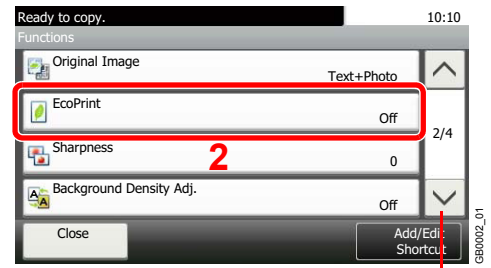 Ready to copy. 10:10
Functions
Original Image
Text+Photo
EcoPrint
Off
2/4
Sharpness
2
0
Background Density Adj.
Off
Close
Add/Edit
Shortcut
GB0002_01